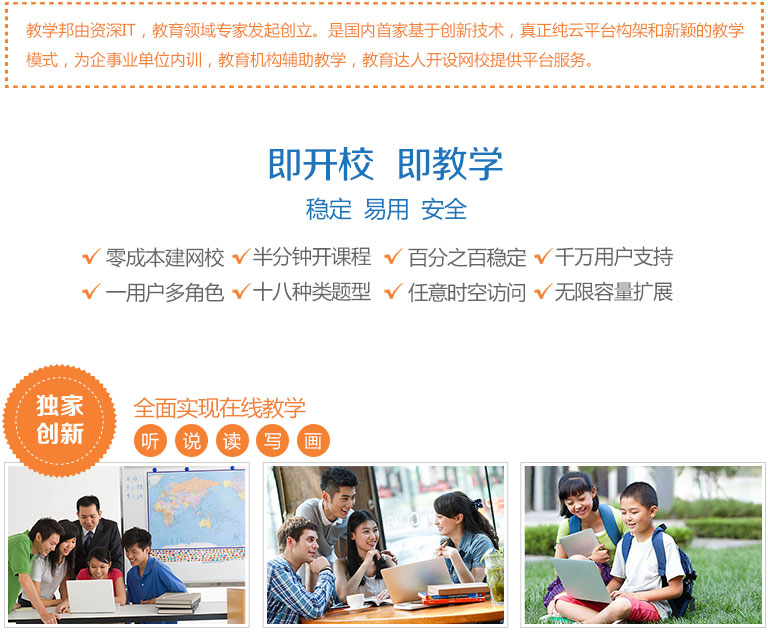 教学邦由资深IT，教育领域专家发起创立。是国内首家基于创新技术，真正纯云平台构架和新颖的教学
模式，为企事业单位内训，教育机构辅助教学，教育达人开设网校提供平台服务。
即开校 即教学
稳定 易用 安全
零成本建网校 半分钟开课程 百分之百稳定 千万用户支持
一用户多角色 十八种类题型 任意时空访问 无限容量扩展
独家
创新
全面实现在线教学
听 说 读 写 画